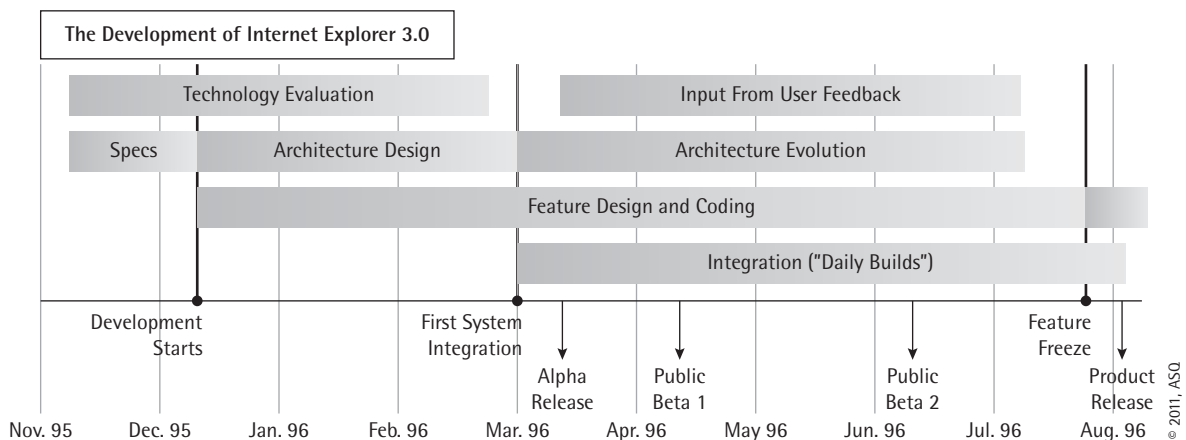 The Development of Internet Explorer 3.0
Technology Evaluation
Input From User Feedback
Specs
Architecture Design
Architecture Evolution
Feature Design and Coding
Integration ("Daily Builds")
Development
Starts
First System
Integration
Feature
Freeze
Alpha
Release
Public
Beta 1
Public
Beta 2
Product
Release
Nov. 95
Dec. 95
Jan. 96
Feb. 96
Mar. 96
Apr. 96
May 96
Jun. 96
Jul. 96
Aug. 96
© 2011, ASQ